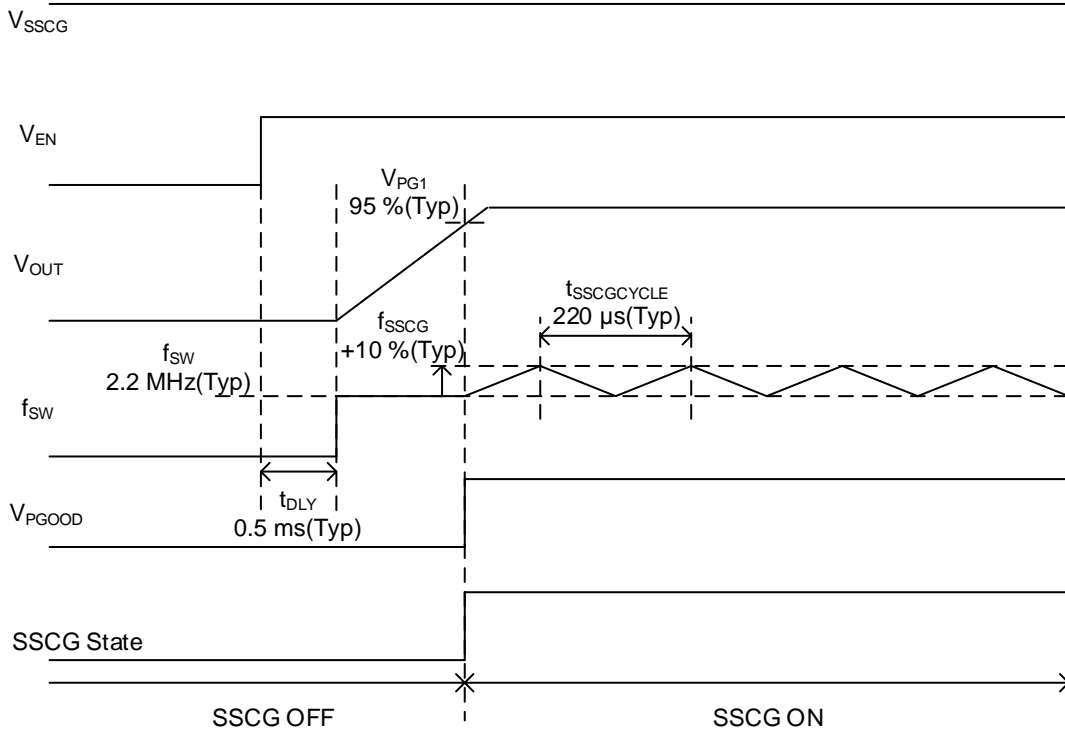 VSSCG
VEN
VPG1
95 %(Typ)
VOUT
tSSCGCYCLE
220 µs(Typ)
fSSCG
+10 %(Typ)
fSW
2.2 MHz(Typ)
fSW
tDLY
0.5 ms(Typ)
VPGOOD
SSCG State
SSCG OFF
SSCG ON